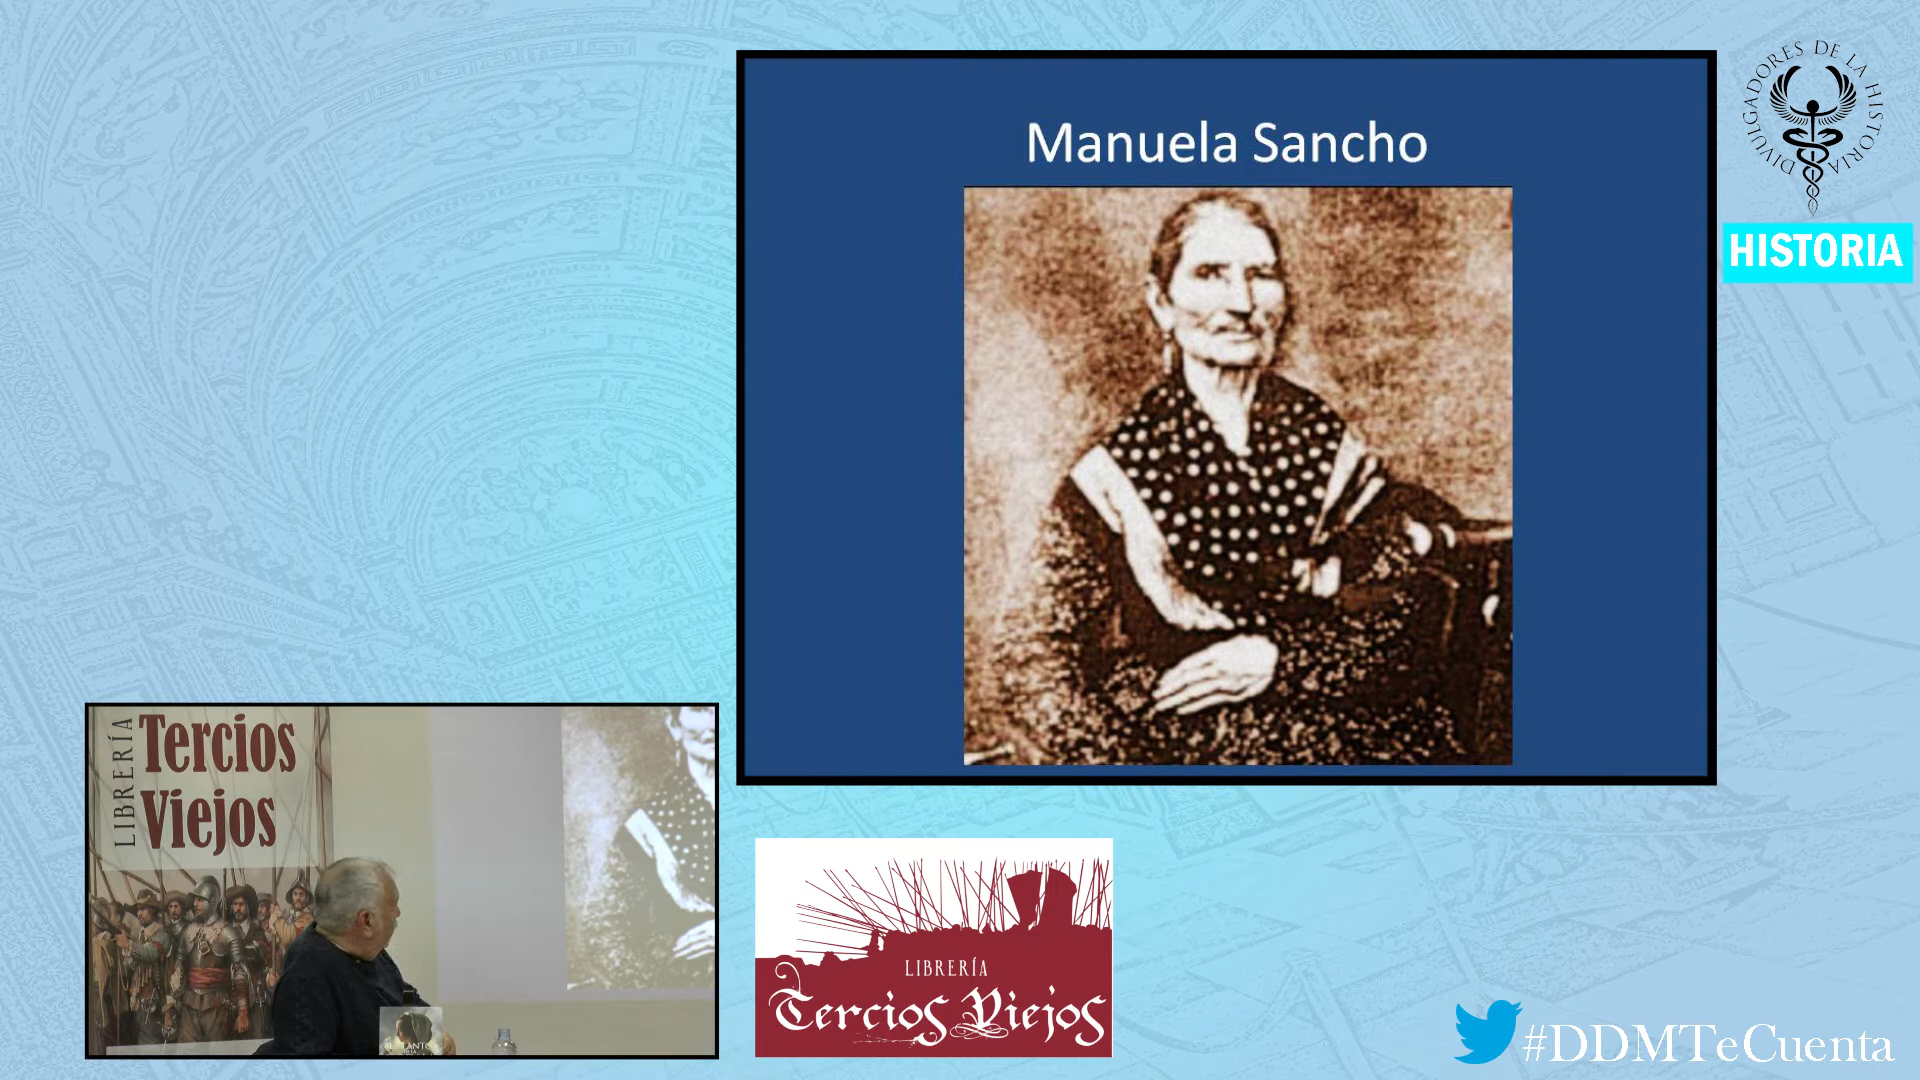 Manuela Sancho
DIVULGADORES DE LA HISTORIA
HISTORIA
LIBRERÍA
Tercios
Viejos
LIBRERÍA
Tercios Viejos
#DDMTeCuenta